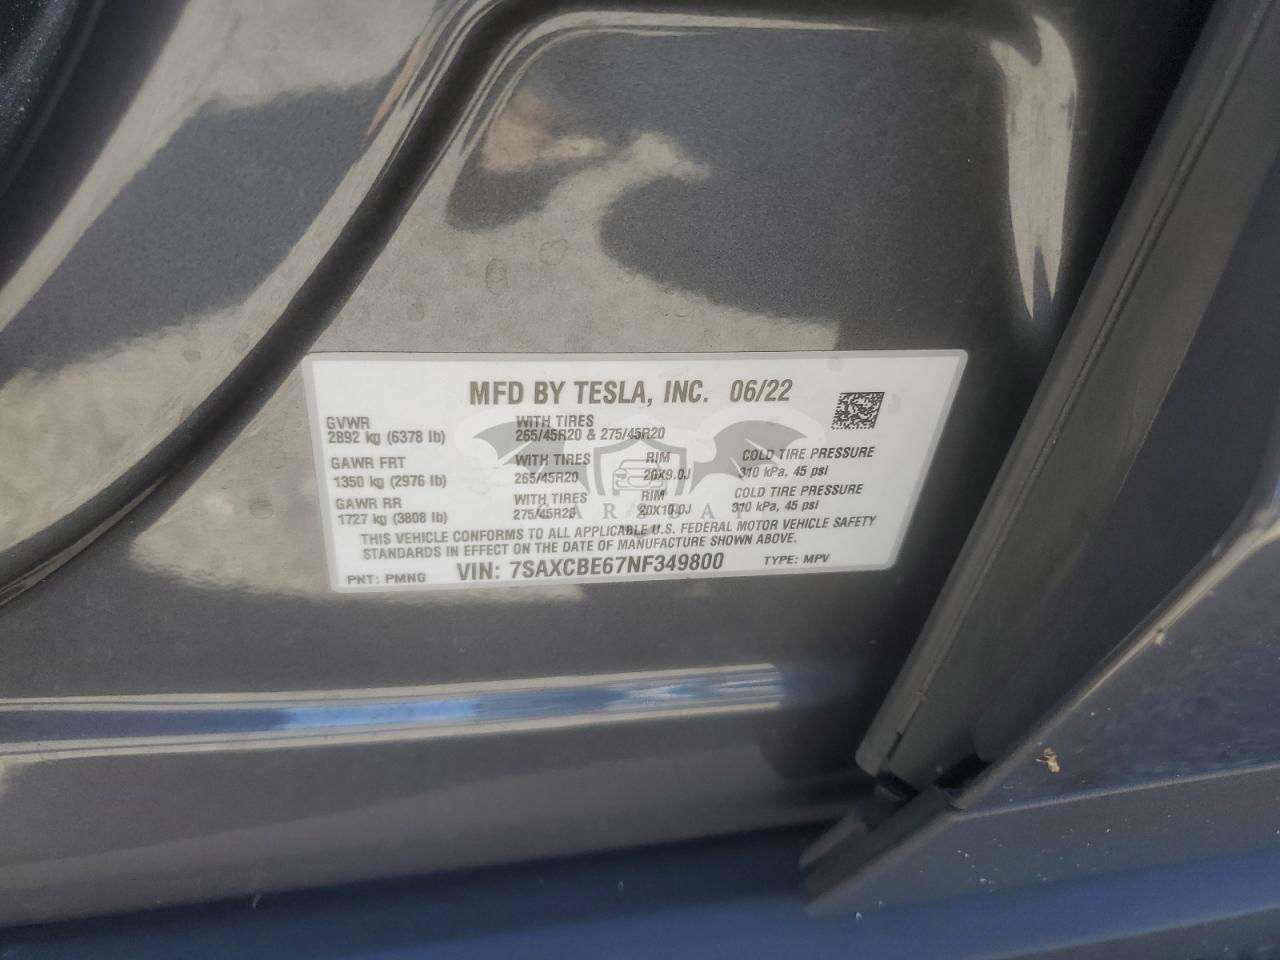 MFD BY TESLA, INC. 06/22
GVWR WITH TIRES
2892 kg (6378 lb) 265/45R20 & 275/45R20
GAWR FRT WITH TIRES RIM COLD TIRE PRESSURE
1350 kg (2976 lb) 265/45R20 20X9.0J 310 kPa, 45 psi
GAWR RR WITH TIRES RIM COLD TIRE PRESSURE
1727 kg (3808 lb) 275/45R20 20X10.0J 310 kPa, 45 psi
THIS VEHICLE CONFORMS TO ALL APPLICABLE U.S. FEDERAL MOTOR VEHICLE SAFETY
STANDARDS IN EFFECT ON THE DATE OF MANUFACTURE SHOWN ABOVE.
PNT: PMNG VIN: 7SAXCBE67NF349800 TYPE: MPV